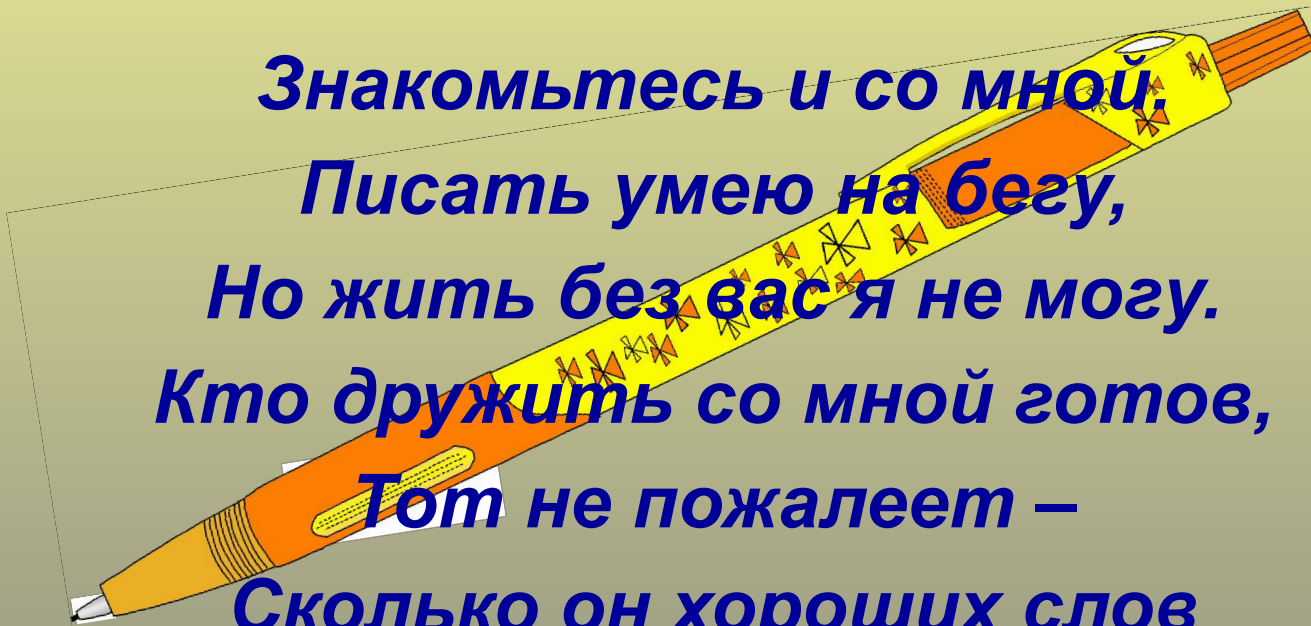 Знакомьтесь и со мной.
Писать умею на бегу,
Но жить без вас я не могу.
Кто дружить со мной готов,
Тот не пожалеет –
Сколько он хороших слов